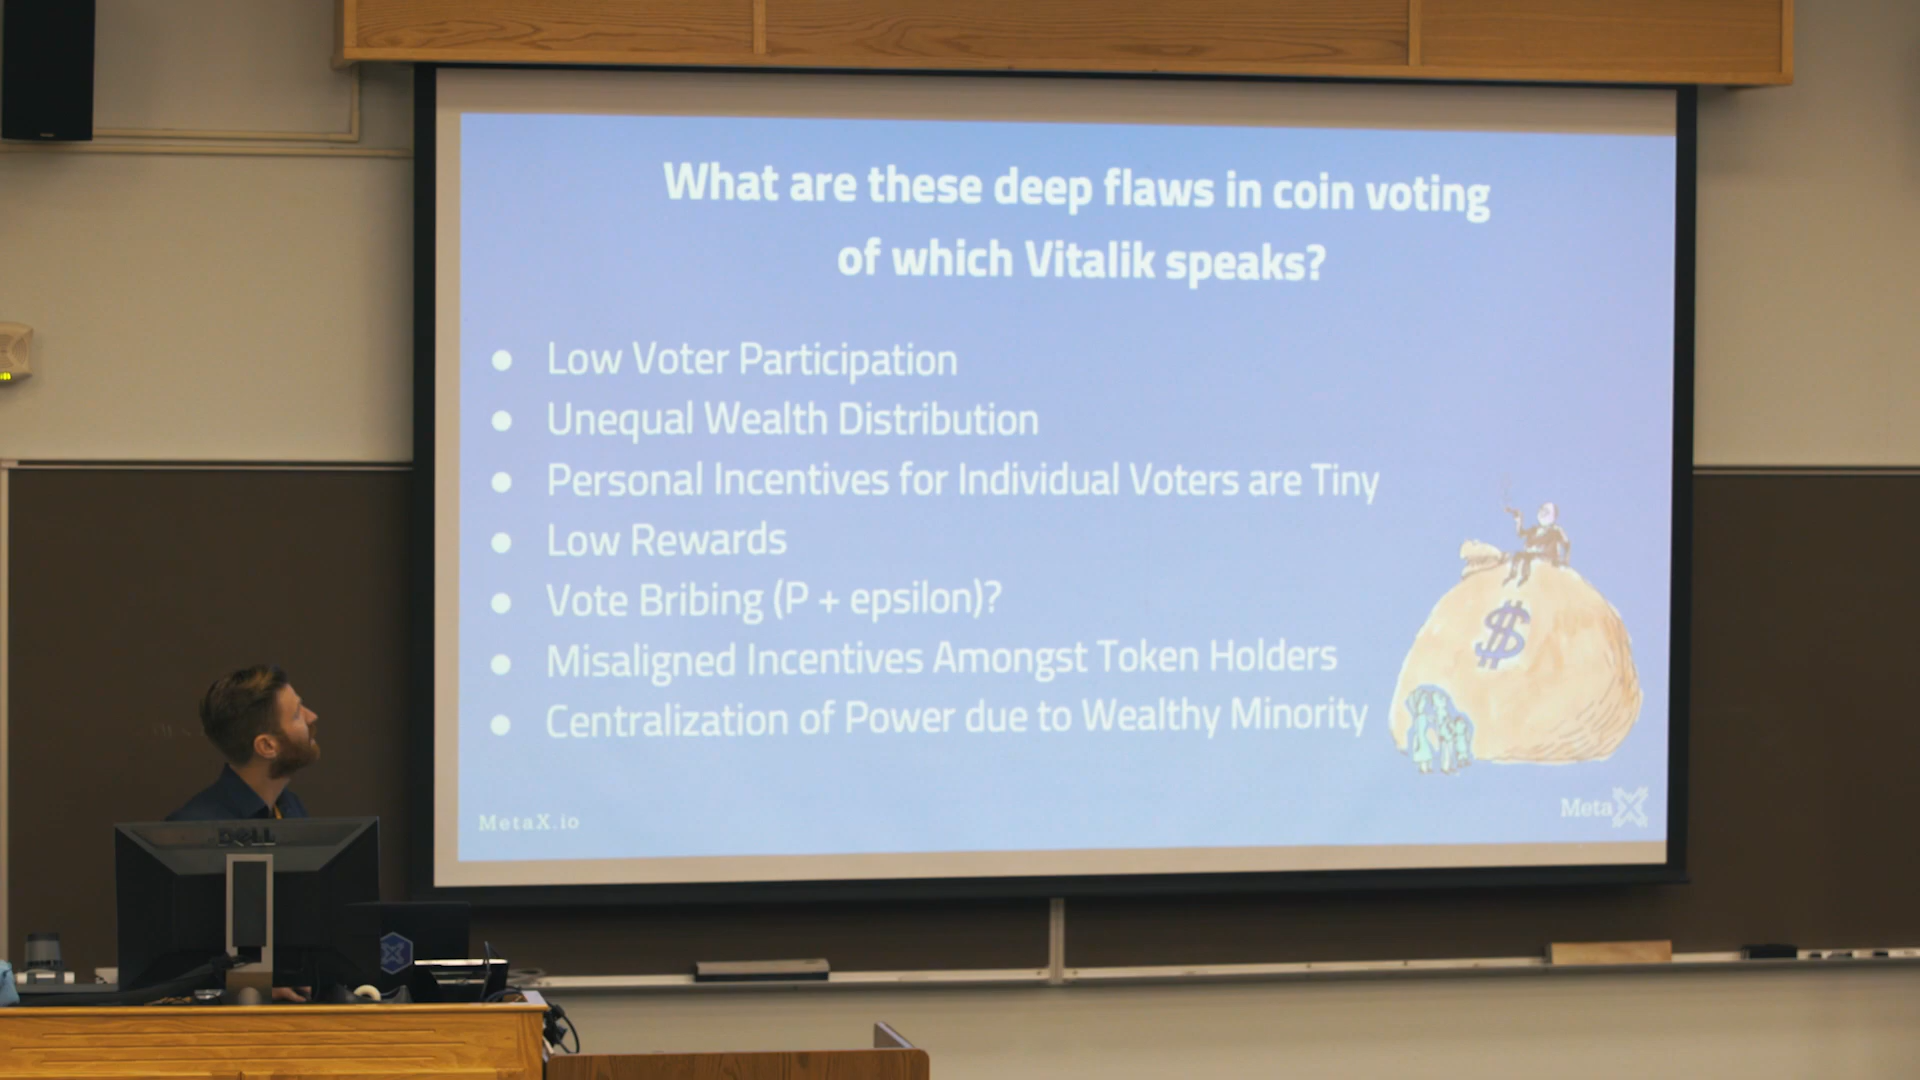 What are these deep flaws in coin voting
of which Vitalik speaks?
● Low Voter Participation
● Unequal Wealth Distribution
● Personal Incentives for Individual Voters are Tiny
● Low Rewards
● Vote Bribing (P + epsilon)?
● Misaligned Incentives Amongst Token Holders
● Centralization of Power due to Wealthy Minority
$
MetaX.io
MetaX
DELL